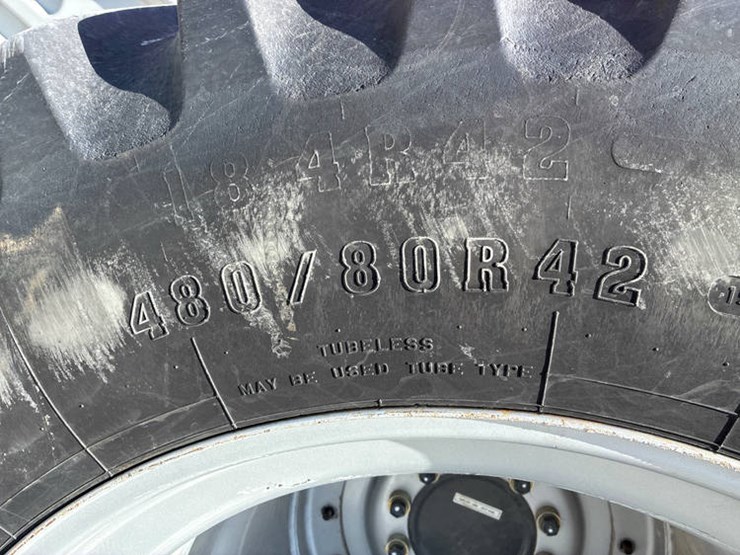 18 4R42
480/80R42
TUBELESS
MAY BE USED TUBE TYPE